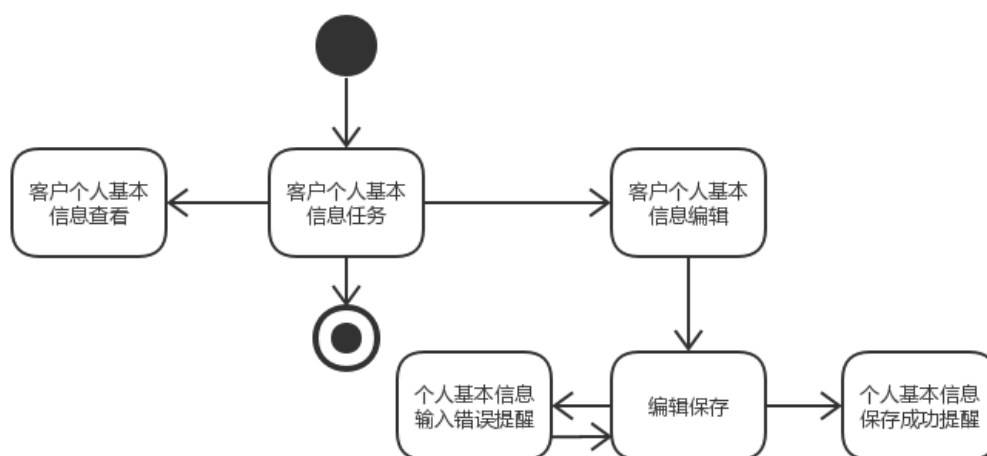 客户个人基本
信息查看
客户个人基本
信息任务
客户个人基本
信息编辑
个人基本信息
输入错误提醒
编辑保存
个人基本信息
保存成功提醒